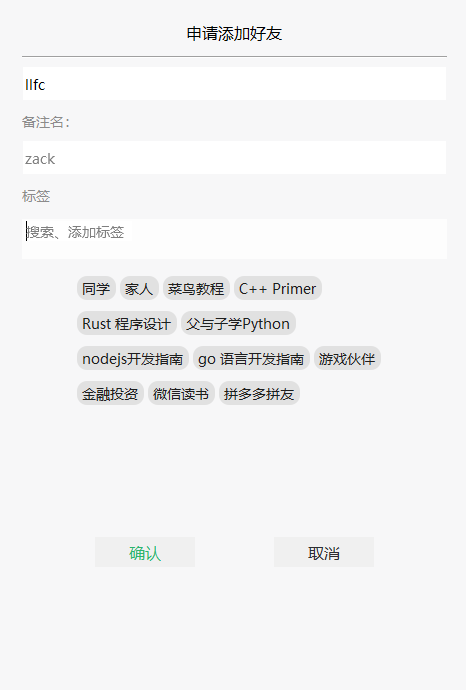 申请添加好友
llfc
备注名：
zack
标签
搜索、添加标签
同学 家人 菜鸟教程 C++ Primer
Rust 程序设计 父与子学Python
nodejs开发指南 go 语言开发指南 游戏伙伴
金融投资 微信读书 拼多多拼友
确认 取消